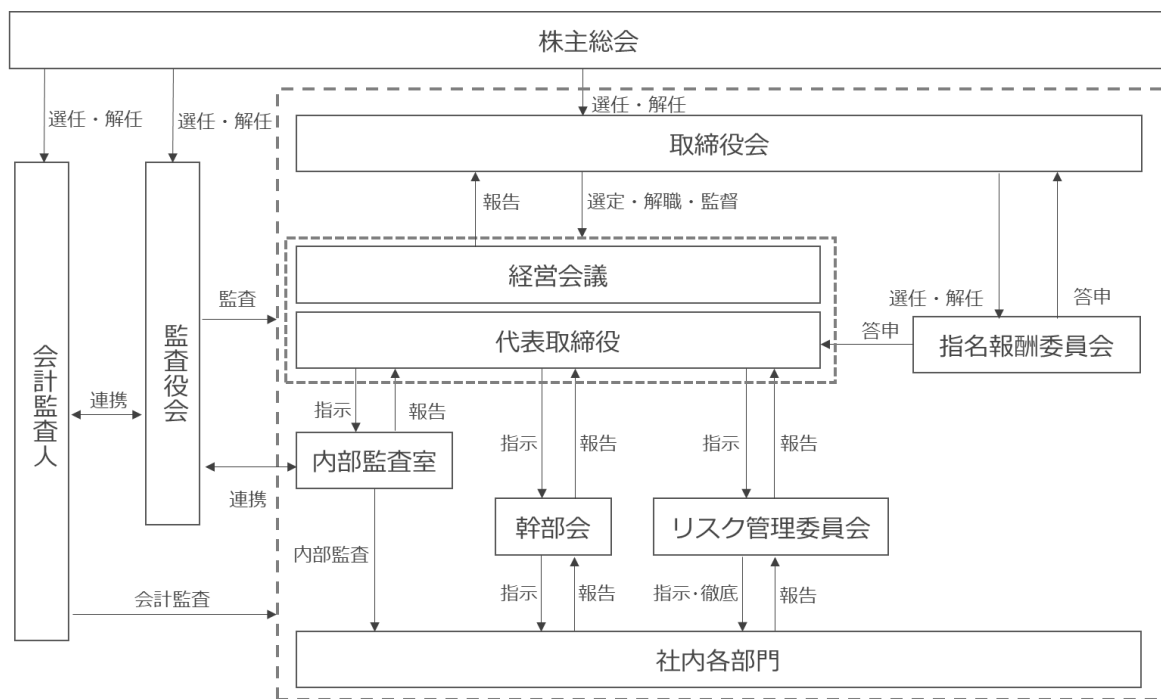 株主総会
選任・解任
選任・解任
選任・解任
取締役会
報告
選定・解職・監督
経営会議
監査
選任・解任
答申
代表取締役
答申
指名報酬委員会
会計監査人
監査役会
連携
指示
報告
指示
報告
指示
報告
内部監査室
連携
幹部会
リスク管理委員会
内部監査
指示
報告
指示・徹底
報告
会計監査
社内各部門